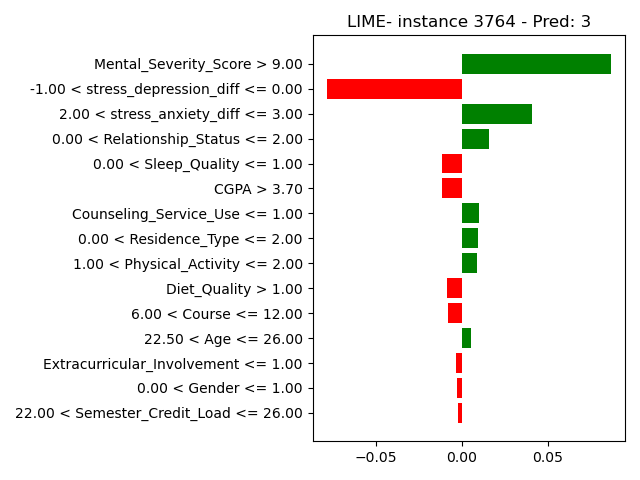 LIME- instance 3764 - Pred: 3
Mental_Severity_Score > 9.00
-1.00 < stress_depression_diff <= 0.00
2.00 < stress_anxiety_diff <= 3.00
0.00 < Relationship_Status <= 2.00
0.00 < Sleep_Quality <= 1.00
CGPA > 3.70
Counseling_Service_Use <= 1.00
0.00 < Residence_Type <= 2.00
1.00 < Physical_Activity <= 2.00
Diet_Quality > 1.00
6.00 < Course <= 12.00
22.50 < Age <= 26.00
Extracurricular_Involvement <= 1.00
0.00 < Gender <= 1.00
22.00 < Semester_Credit_Load <= 26.00
−0.05 0.00 0.05